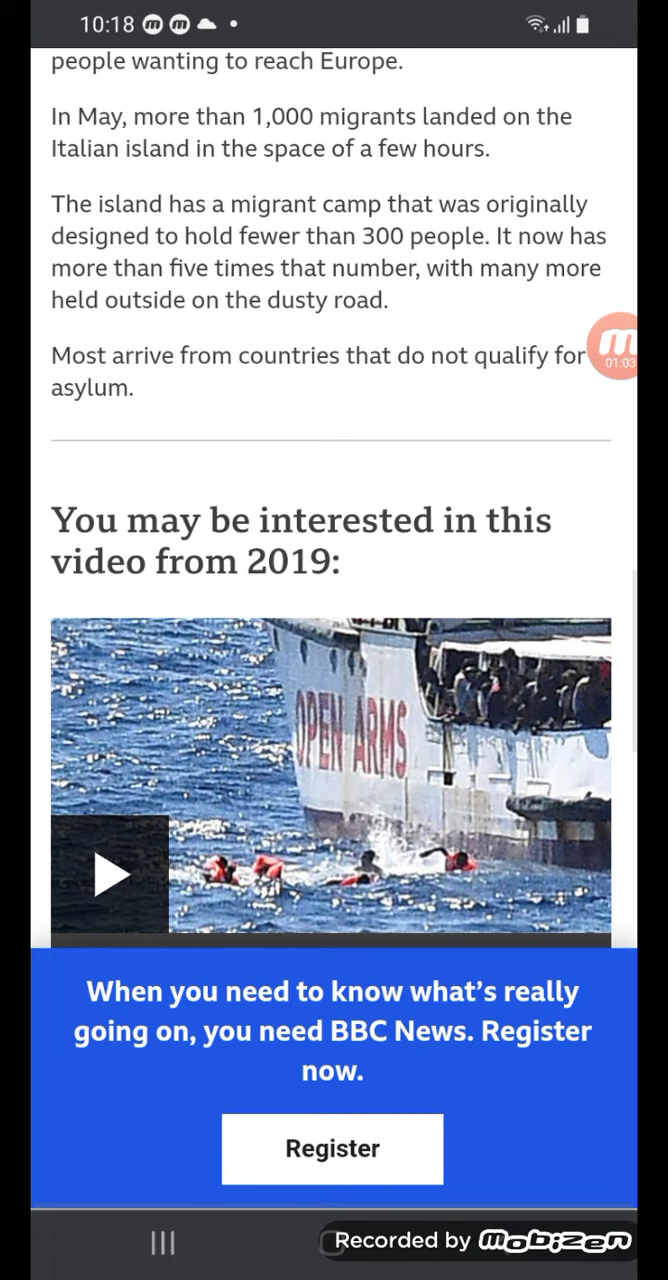 10:18
people wanting to reach Europe.
In May, more than 1,000 migrants landed on the
Italian island in the space of a few hours.
The island has a migrant camp that was originally
designed to hold fewer than 300 people. It now has
more than five times that number, with many more
held outside on the dusty road.
Most arrive from countries that do not qualify for
asylum.
01:03
You may be interested in this
video from 2019:
OPEN ARMS
When you need to know what’s really
going on, you need BBC News. Register
now.
Register
Recorded by mobizen